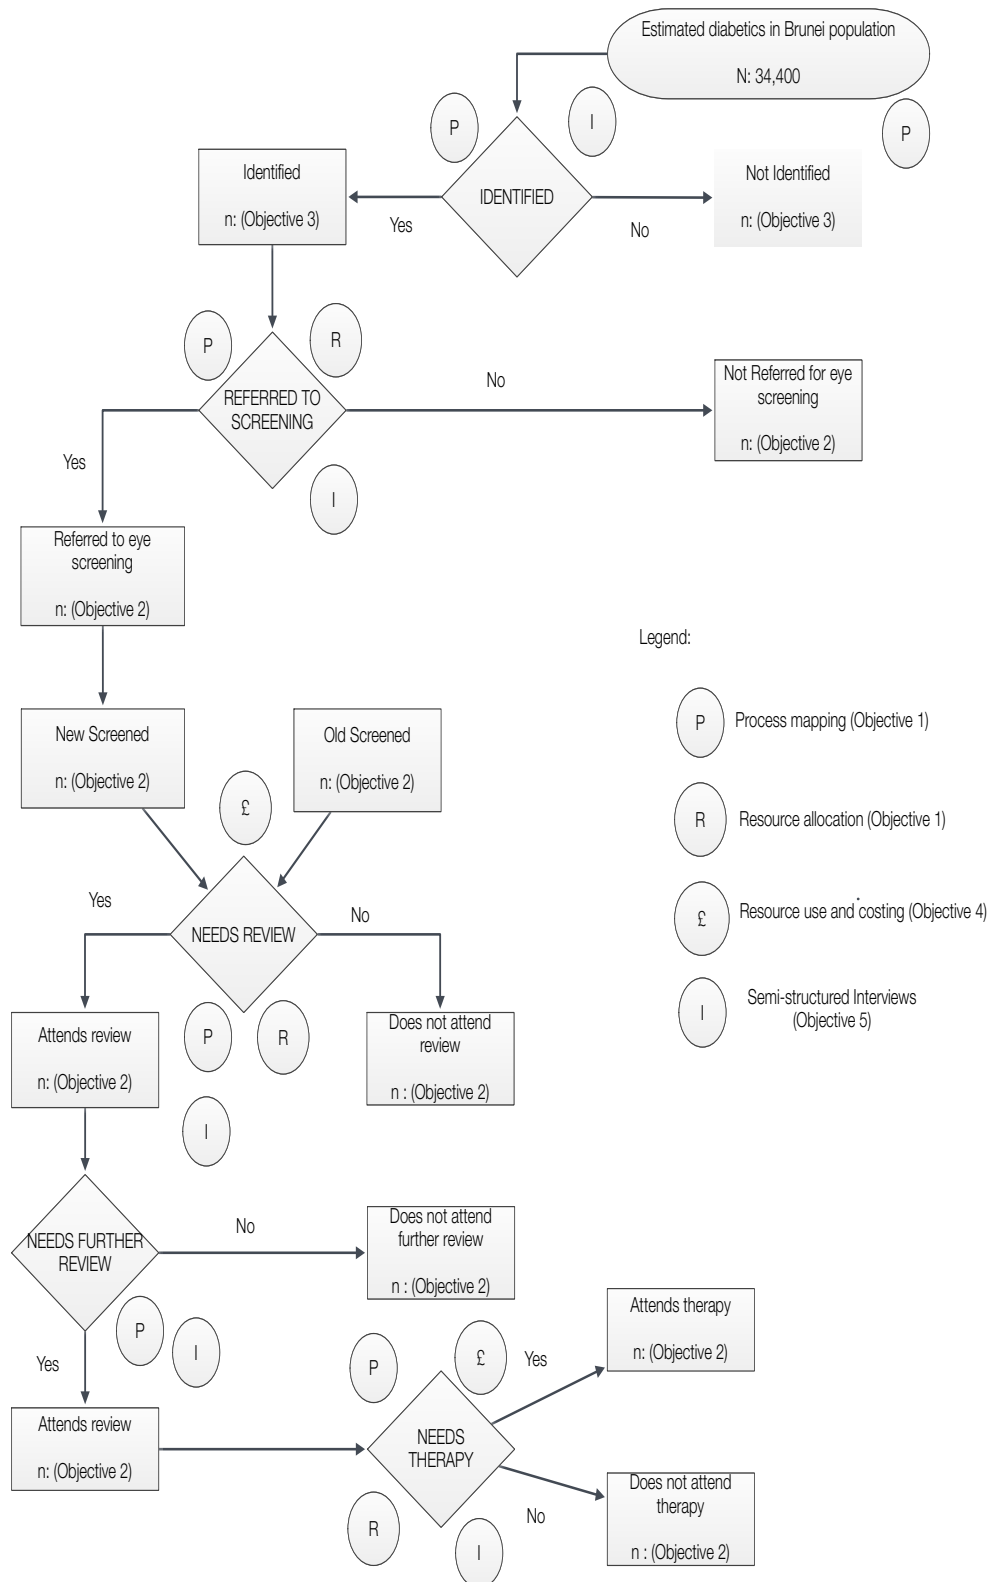 Estimated diabetics in Brunei population
N: 34,400
P
I
P
Identified
n: (Objective 3)
IDENTIFIED
Not Identified
n: (Objective 3)
Yes
No
P
R
REFERRED TO
SCREENING
No
Not Referred for eye
screening
n: (Objective 2)
Yes
I
Referred to eye
screening
n: (Objective 2)
Legend:
P
Process mapping (Objective 1)
R
Resource allocation (Objective 1)
£
Resource use and costing (Objective 4)
I
Semi-structured Interviews
(Objective 5)
New Screened
n: (Objective 2)
Old Screened
n: (Objective 2)
£
Yes
NEEDS REVIEW
No
Attends review
n: (Objective 2)
P
R
Does not attend
review
n : (Objective 2)
I
NEEDS FURTHER
REVIEW
No
Does not attend
further review
n : (Objective 2)
P
I
Yes
Attends review
n: (Objective 2)
P
£
Yes
Attends therapy
n: (Objective 2)
NEEDS
THERAPY
R
I
No
Does not attend
therapy
n : (Objective 2)